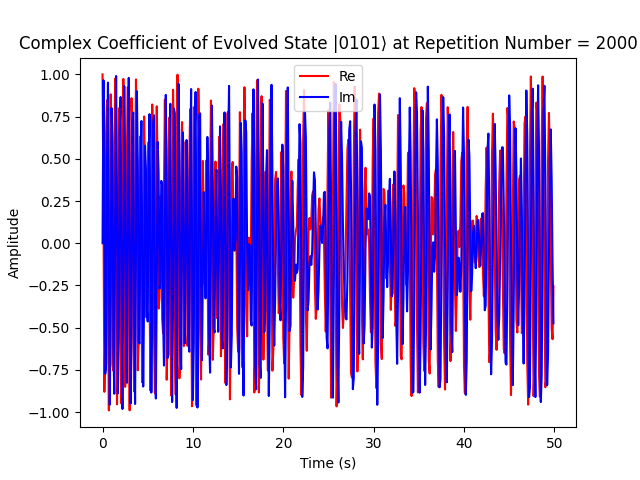 Complex Coefficient of Evolved State |0101⟩ at Repetition Number = 2000
Re
Im
Amplitude
1.00
0.75
0.50
0.25
0.00
−0.25
−0.50
−0.75
−1.00
0 10 20 30 40 50
Time (s)